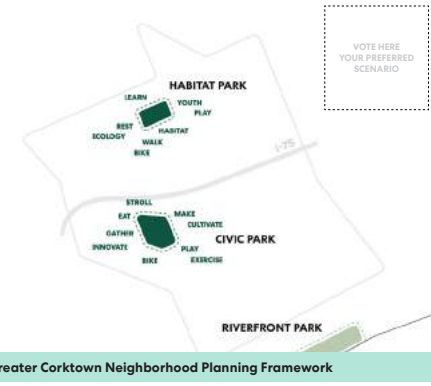 VOTE HERE
YOUR PREFERRED
SCENARIO
HABITAT PARK
LEARN
YOUTH
PLAY
REST
HABITAT
ECOLOGY
WALK
BIKE
I-75
STROLL
EAT
MAKE
CULTIVATE
GATHER
CIVIC PARK
INNOVATE
PLAY
BIKE
EXERCISE
RIVERFRONT PARK
reater Corktown Neighborhood Planning Framework